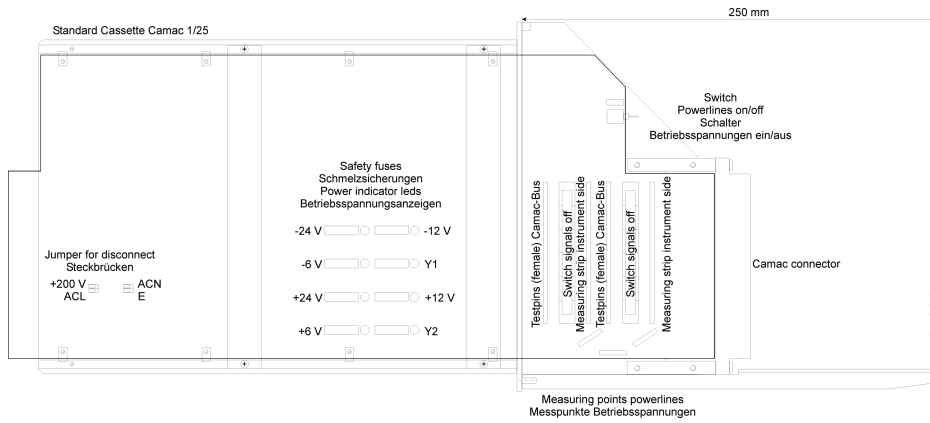 250 mm
Standard Cassette Camac 1/25
Switch
Powerlines on/off
Schalter
Betriebsspannungen ein/aus
Safety fuses
Schmelzsicherungen
Power indicator leds
Betriebsspannungsanzeigen
-24 V
-12 V
-6 V
Y1
+24 V
+12 V
+6 V
Y2
Jumper for disconnect
Steckbrücken
+200 V
ACN
ACL
E
Testpins (female) Camac-Bus
Switch signals off
Measuring strip instrument side
Testpins (female) Camac-Bus
Switch signals off
Measuring strip instrument side
Camac connector
Measuring points powerlines
Messpunkte Betriebsspannungen